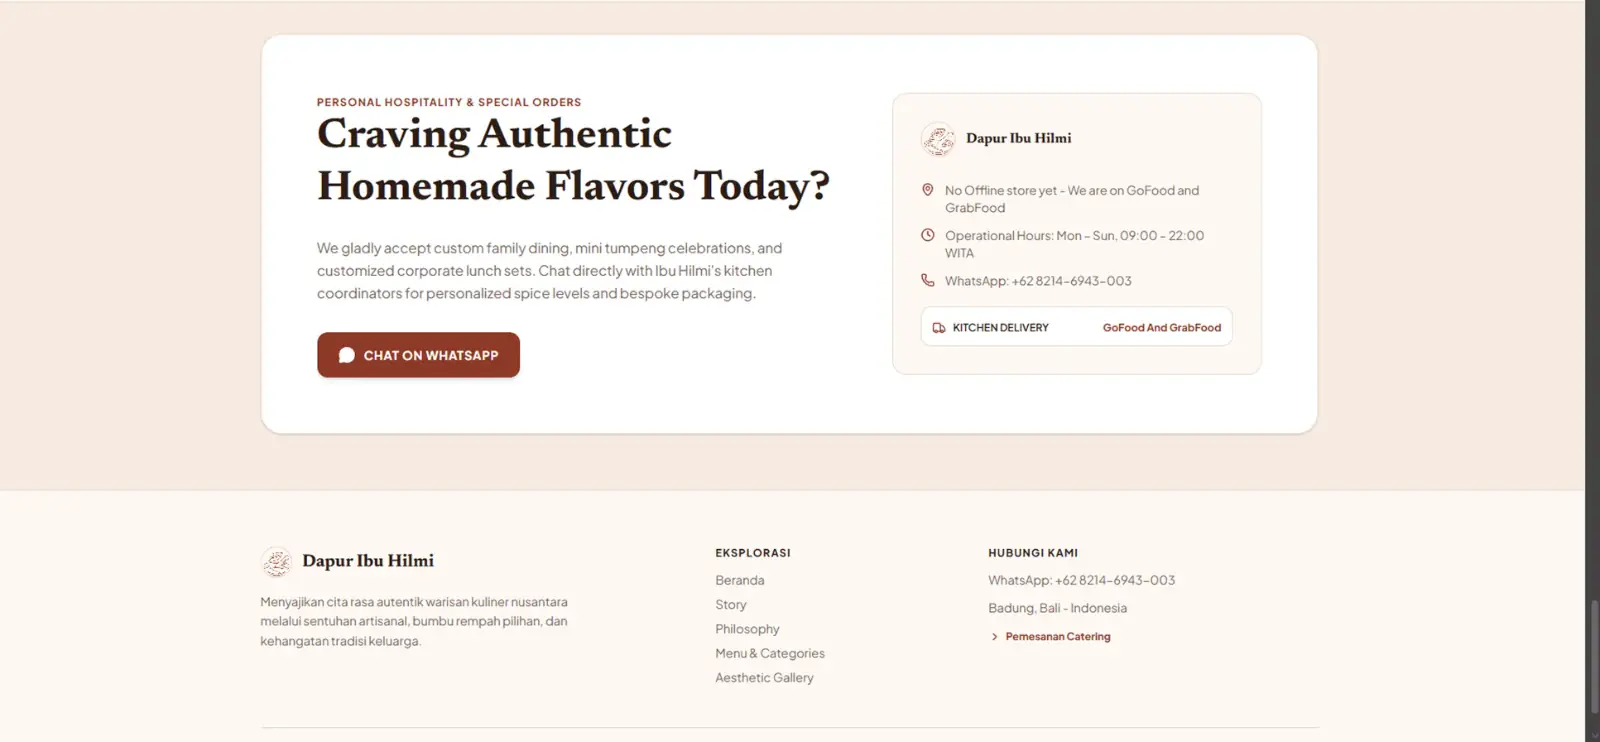 PERSONAL HOSPITALITY & SPECIAL ORDERS
Craving Authentic
Homemade Flavors Today?
We gladly accept custom family dining, mini tumpeng celebrations, and
customized corporate lunch sets. Chat directly with Ibu Hilmi's kitchen
coordinators for personalized spice levels and bespoke packaging.
CHAT ON WHATSAPP
Dapur Ibu Hilmi
No Offline store yet - We are on GoFood and
GrabFood
Operational Hours: Mon – Sun, 09:00 – 22:00
WITA
WhatsApp: +62 8214-6943-003
KITCHEN DELIVERY
GoFood And GrabFood
Dapur Ibu Hilmi
Menyajikan cita rasa autentik warisan kuliner nusantara
melalui sentuhan artisanal, bumbu rempah pilihan, dan
kehangatan tradisi keluarga.
EKSPLORASI
Beranda
Story
Philosophy
Menu & Categories
Aesthetic Gallery
HUBUNGI KAMI
WhatsApp: +62 8214-6943-003
Badung, Bali - Indonesia
Pemesanan Catering